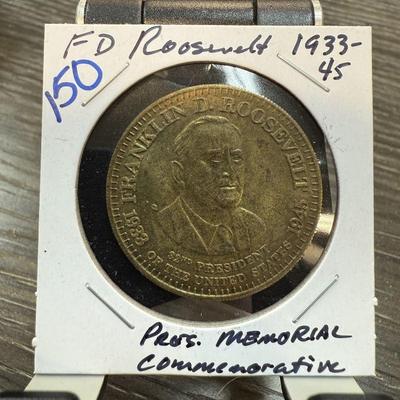 FD Roosevelt 1933-
45
150
FRANKLIN D. ROOSEVELT
1933 1945
32ND PRESIDENT
OF THE UNITED STATES
Pres. MEMORIAL
Commemorative